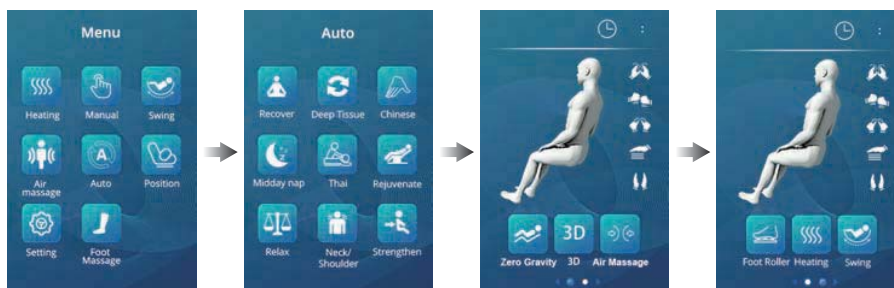 Menu
Heating Manual Swing
Air
massage
Auto
Position
Setting
Foot
Massage
Auto
Recover Deep Tissue Chinese
Midday nap Thai Rejuvenate
Relax
Neck/
Shoulder
Strengthen
Zero Gravity 3D Air Massage
3D
Foot Roller Heating Swing
A